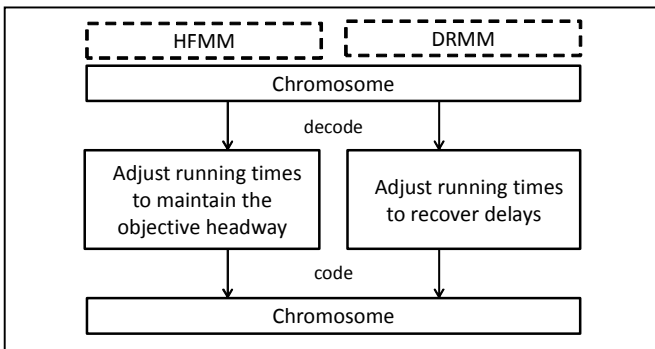 HFMM
DRMM
Chromosome
decode
Adjust running times
to maintain the
objective headway
Adjust running times
to recover delays
code
Chromosome